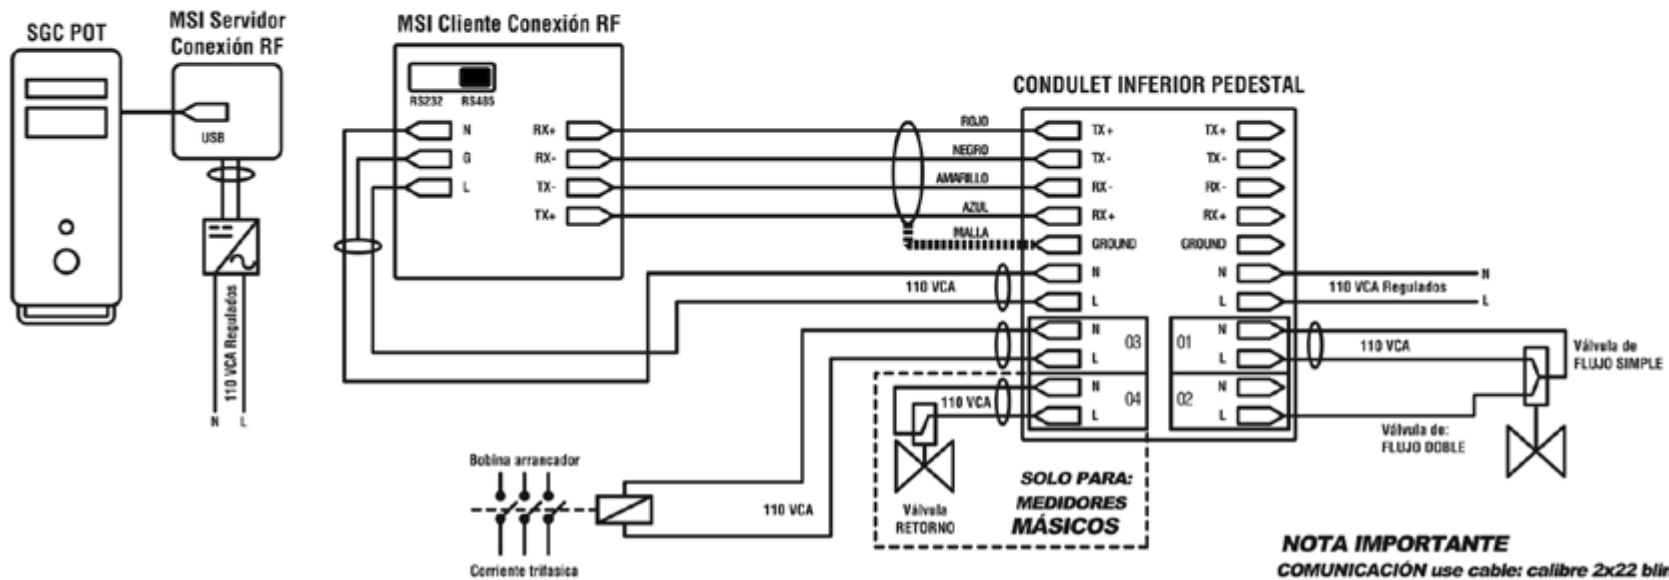 SGC POT
MSI Servidor
Conexión RF
USB
110 VCA Regulados
N
L
MSI Cliente Conexión RF
RS232
RS485
N
G
L
RX+
RX-
TX-
TX+
ROJO
NEGRO
AMARILLO
AZUL
MALLA
110 VCA
CONDULET INFERIOR PEDESTAL
TX+
TX-
RX-
RX+
GROUND
N
L
N
03
L
N
04
L
TX+
TX-
RX-
RX+
GROUND
N
L
N
01
L
N
02
L
N
110 VCA Regulados
L
110 VCA
Válvula de
FLUJO SIMPLE
Válvula de:
FLUJO DOBLE
110 VCA
Válvula
RETORNO
SOLO PARA:
MEDIDORES
MÁSICOS
Bobina arrancador
110 VCA
Corriente trifasica
NOTA IMPORTANTE
COMUNICACIÓN use cable: calibre 2x22 blin